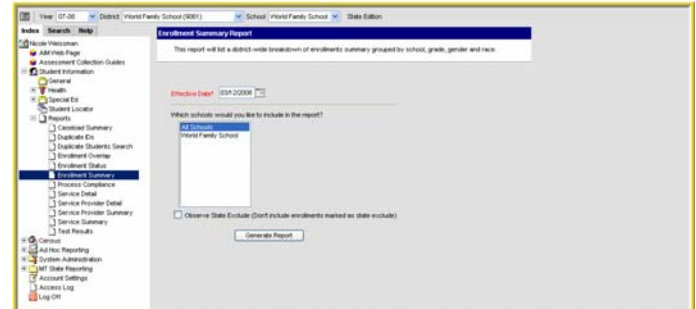 Year 07-08 District World Family School (9061) School World Family School State Edition
Index Search Help
Nicole Weissman
AIM Web Page
Assessment Collection Guides
Student Information
General
Health
Special Ed
Student Locator
Reports
Caseload Summary
Duplicate IDs
Duplicate Students Search
Enrollment Overlap
Enrollment Status
Enrollment Summary
Process Compliance
Service Detail
Service Provider Detail
Service Provider Summary
Service Summary
Test Results
Census
Ad Hoc Reporting
System Administration
MT State Reporting
Account Settings
Access Log
Log Off
Enrollment Summary Report
This report will list a district-wide breakdown of enrollments summary grouped by school, grade, gender and race.
Effective Date* 03/12/2008
Which schools would you like to include in the report?
All Schools
World Family School
Observe State Exclude (Don't include enrollments marked as state exclude)
Generate Report